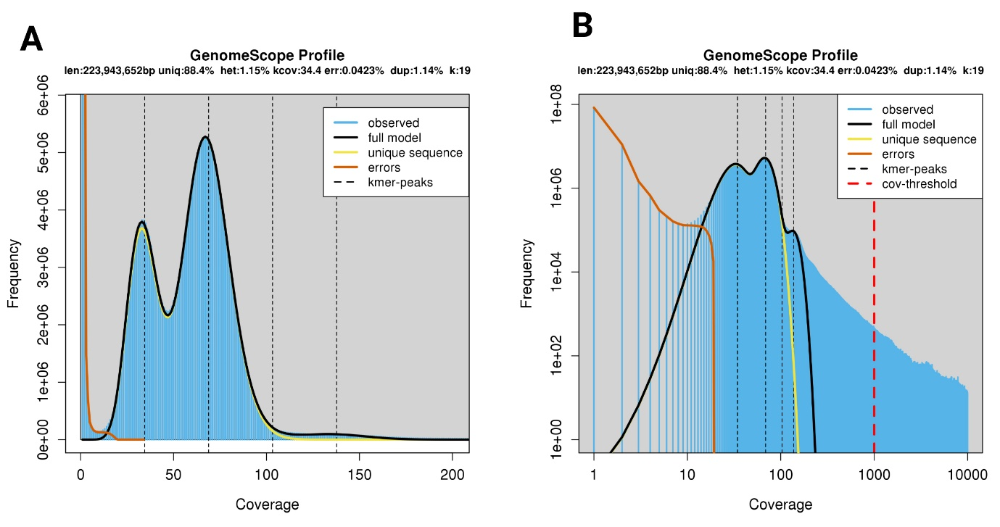 A
GenomeScope Profile
len:223,943,652bp uniq:88.4% het:1.15% kcov:34.4 err:0.0423% dup:1.14% k:19
Frequency
6e+06
5e+06
4e+06
3e+06
2e+06
1e+06
0e+00
observed
full model
unique sequence
errors
kmer-peaks
0 50 100 150 200
Coverage
B
GenomeScope Profile
len:223,943,652bp uniq:88.4% het:1.15% kcov:34.4 err:0.0423% dup:1.14% k:19
Frequency
1e+08
1e+06
1e+04
1e+02
1e+00
observed
full model
unique sequence
errors
kmer-peaks
cov-threshold
1 10 100 1000 10000
Coverage